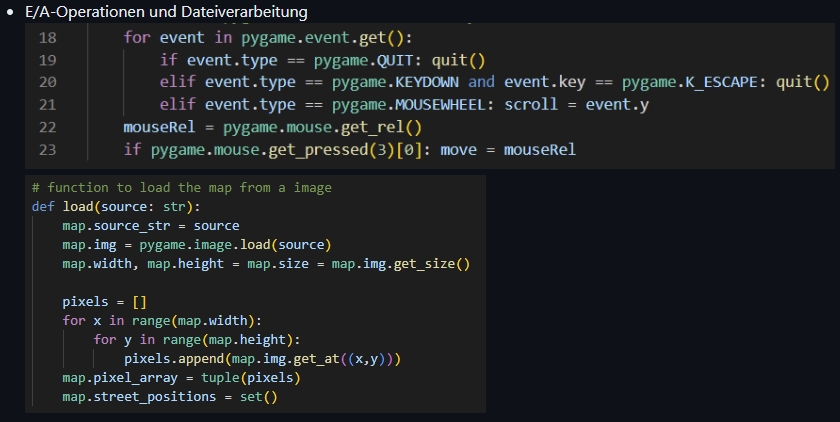 E/A-Operationen und Dateiverarbeitung
18 for event in pygame.event.get():
19 if event.type == pygame.QUIT: quit()
20 elif event.type == pygame.KEYDOWN and event.key == pygame.K_ESCAPE: quit()
21 elif event.type == pygame.MOUSEWHEEL: scroll = event.y
22 mouseRel = pygame.mouse.get_rel()
23 if pygame.mouse.get_pressed(3)[0]: move = mouseRel
# function to load the map from a image
def load(source: str):
map.source_str = source
map.img = pygame.image.load(source)
map.width, map.height = map.size = map.img.get_size()
pixels = []
for x in range(map.width):
for y in range(map.height):
pixels.append(map.img.get_at((x,y)))
map.pixel_array = tuple(pixels)
map.street_positions = set()